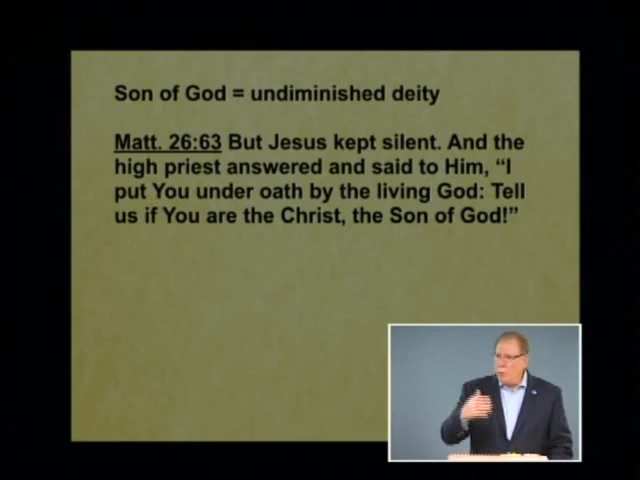 Son of God = undiminished deity
Matt. 26:63 But Jesus kept silent. And the
high priest answered and said to Him, “I
put You under oath by the living God: Tell
us if You are the Christ, the Son of God!”